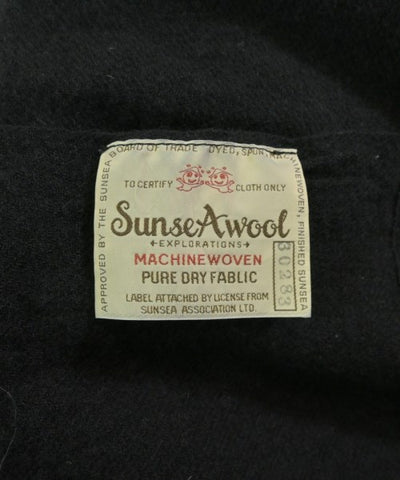 APPROVED BY THE SUNSEA BOARD OF TRADE DYED, SPUN, MACHINEWOVEN, FINISHED SUNSEA
TO CERTIFY CLOTH ONLY
SunseAwool
EXPLORATIONS
MACHINEWOVEN
PURE DRY FABLIC
LABEL ATTACHED BY LICENSE FROM
SUNSEA ASSOCIATION LTD.
30283